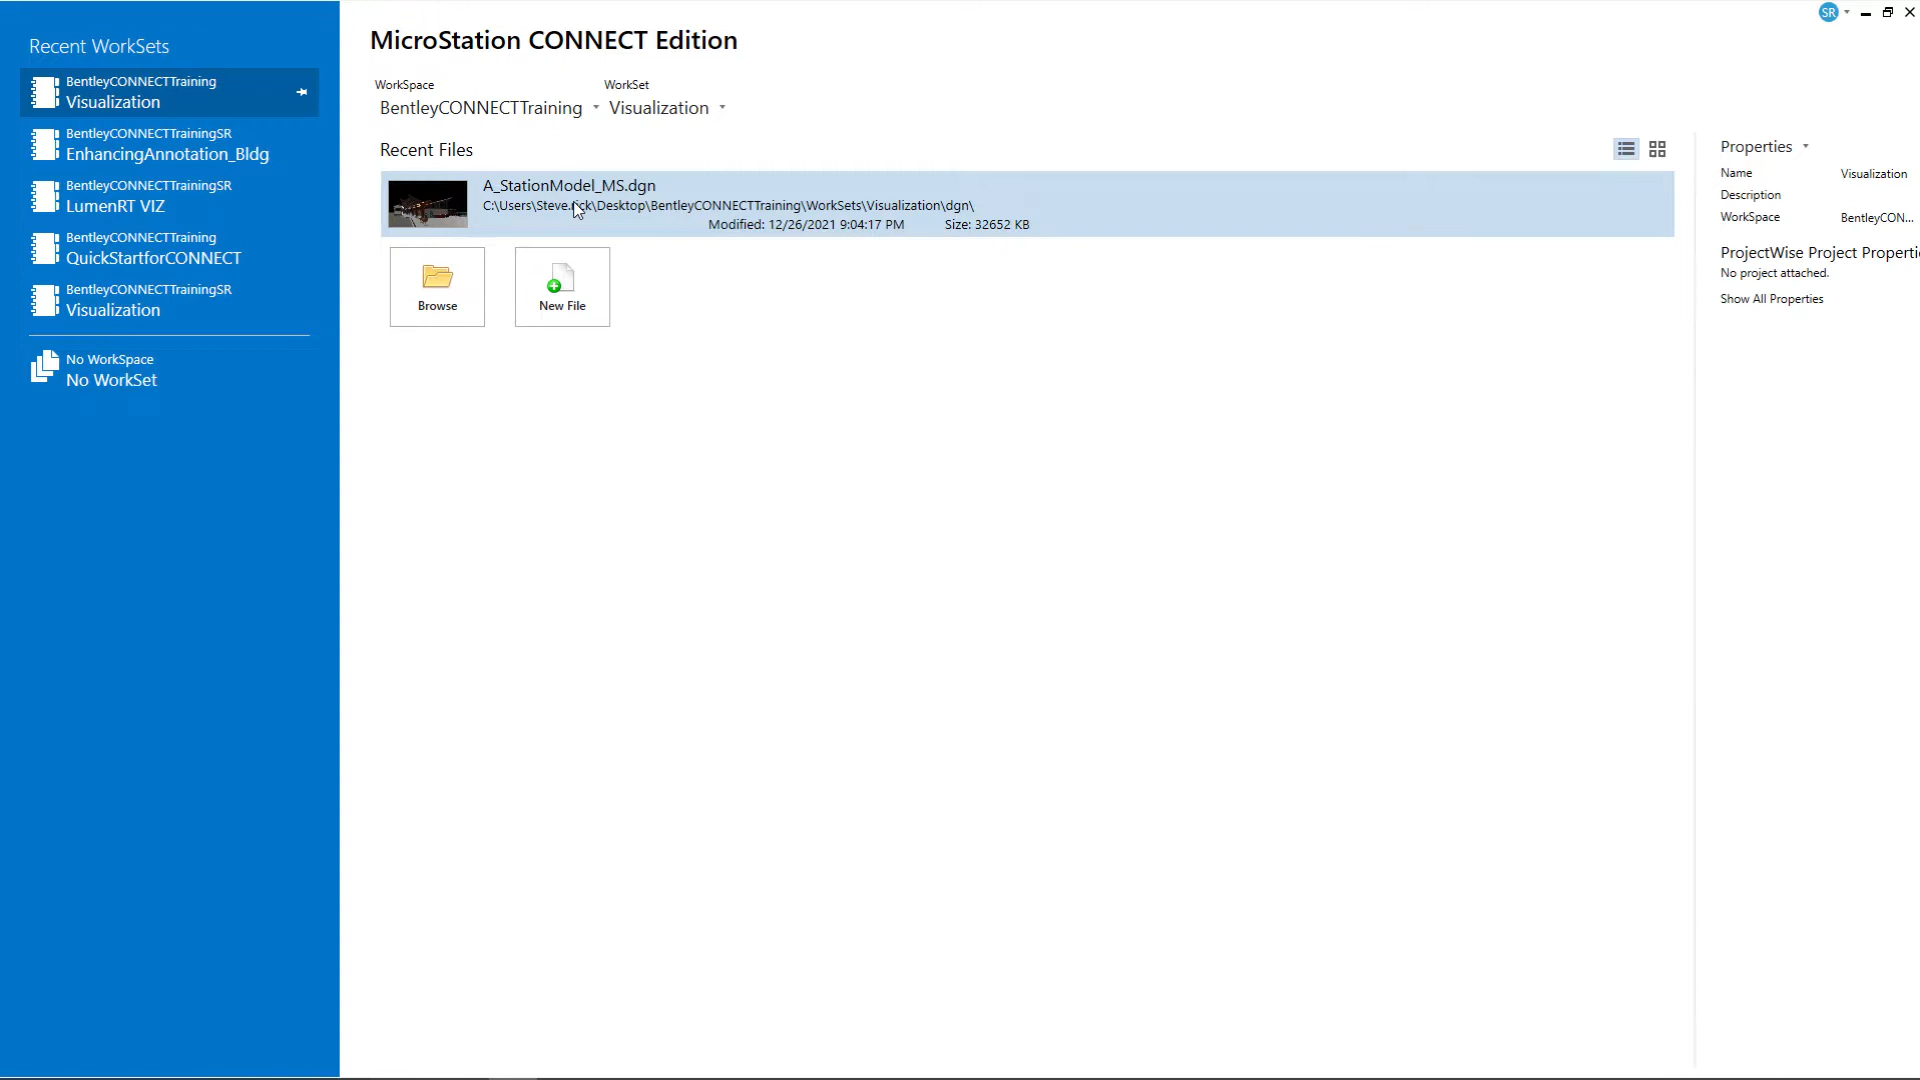 SR
Recent WorkSets
BentleyCONNECTTraining
Visualization
BentleyCONNECTTrainingSR
EnhancingAnnotation_Bldg
BentleyCONNECTTrainingSR
LumenRT VIZ
BentleyCONNECTTraining
QuickStartforCONNECT
BentleyCONNECTTrainingSR
Visualization
No WorkSpace
No WorkSet
MicroStation CONNECT Edition
WorkSpace WorkSet
BentleyCONNECTTraining Visualization
Recent Files
A_StationModel_MS.dgn
C:\Users\Steve.rick\Desktop\BentleyCONNECTTraining\WorkSets\Visualization\dgn\
Modified: 12/26/2021 9:04:17 PM Size: 32652 KB
Browse
New File
Properties
Name Visualization
Description
WorkSpace BentleyCON...
ProjectWise Project Properti
No project attached.
Show All Properties